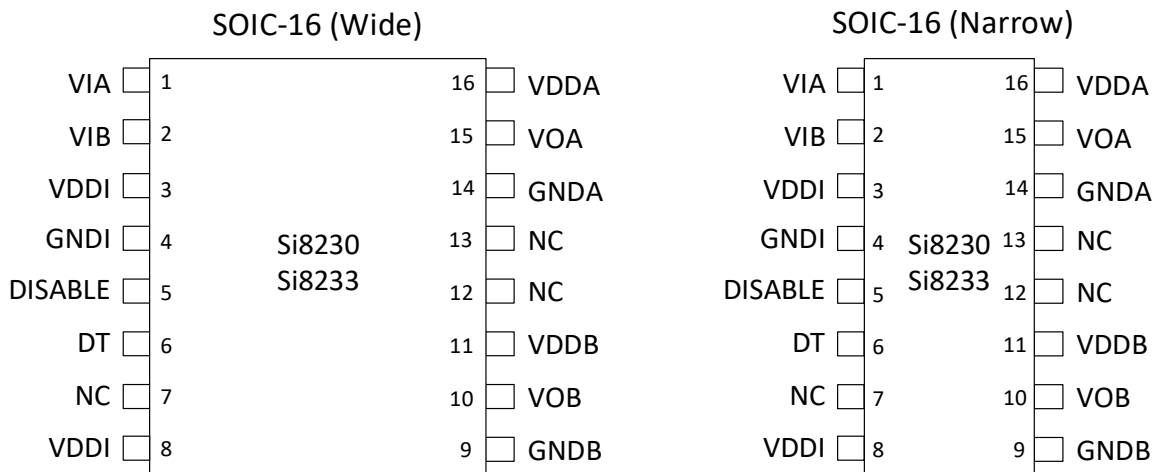 SOIC-16 (Wide)
VIA 1 16 VDDA
VIB 2 15 VOA
VDDI 3 14 GNDA
GNDI 4 13 NC
Si8230
Si8233
DISABLE 5 12 NC
DT 6 11 VDDB
NC 7 10 VOB
VDDI 8 9 GNDB
SOIC-16 (Narrow)
VIA 1 16 VDDA
VIB 2 15 VOA
VDDI 3 14 GNDA
GNDI 4 13 NC
Si8230
Si8233
DISABLE 5 12 NC
DT 6 11 VDDB
NC 7 10 VOB
VDDI 8 9 GNDB